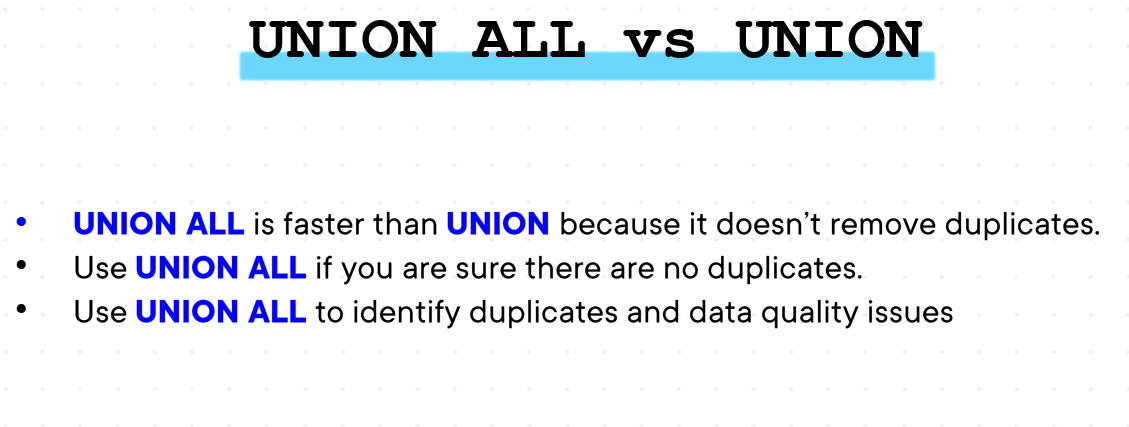 UNION ALL vs UNION
• UNION ALL is faster than UNION because it doesn’t remove duplicates.
• Use UNION ALL if you are sure there are no duplicates.
• Use UNION ALL to identify duplicates and data quality issues